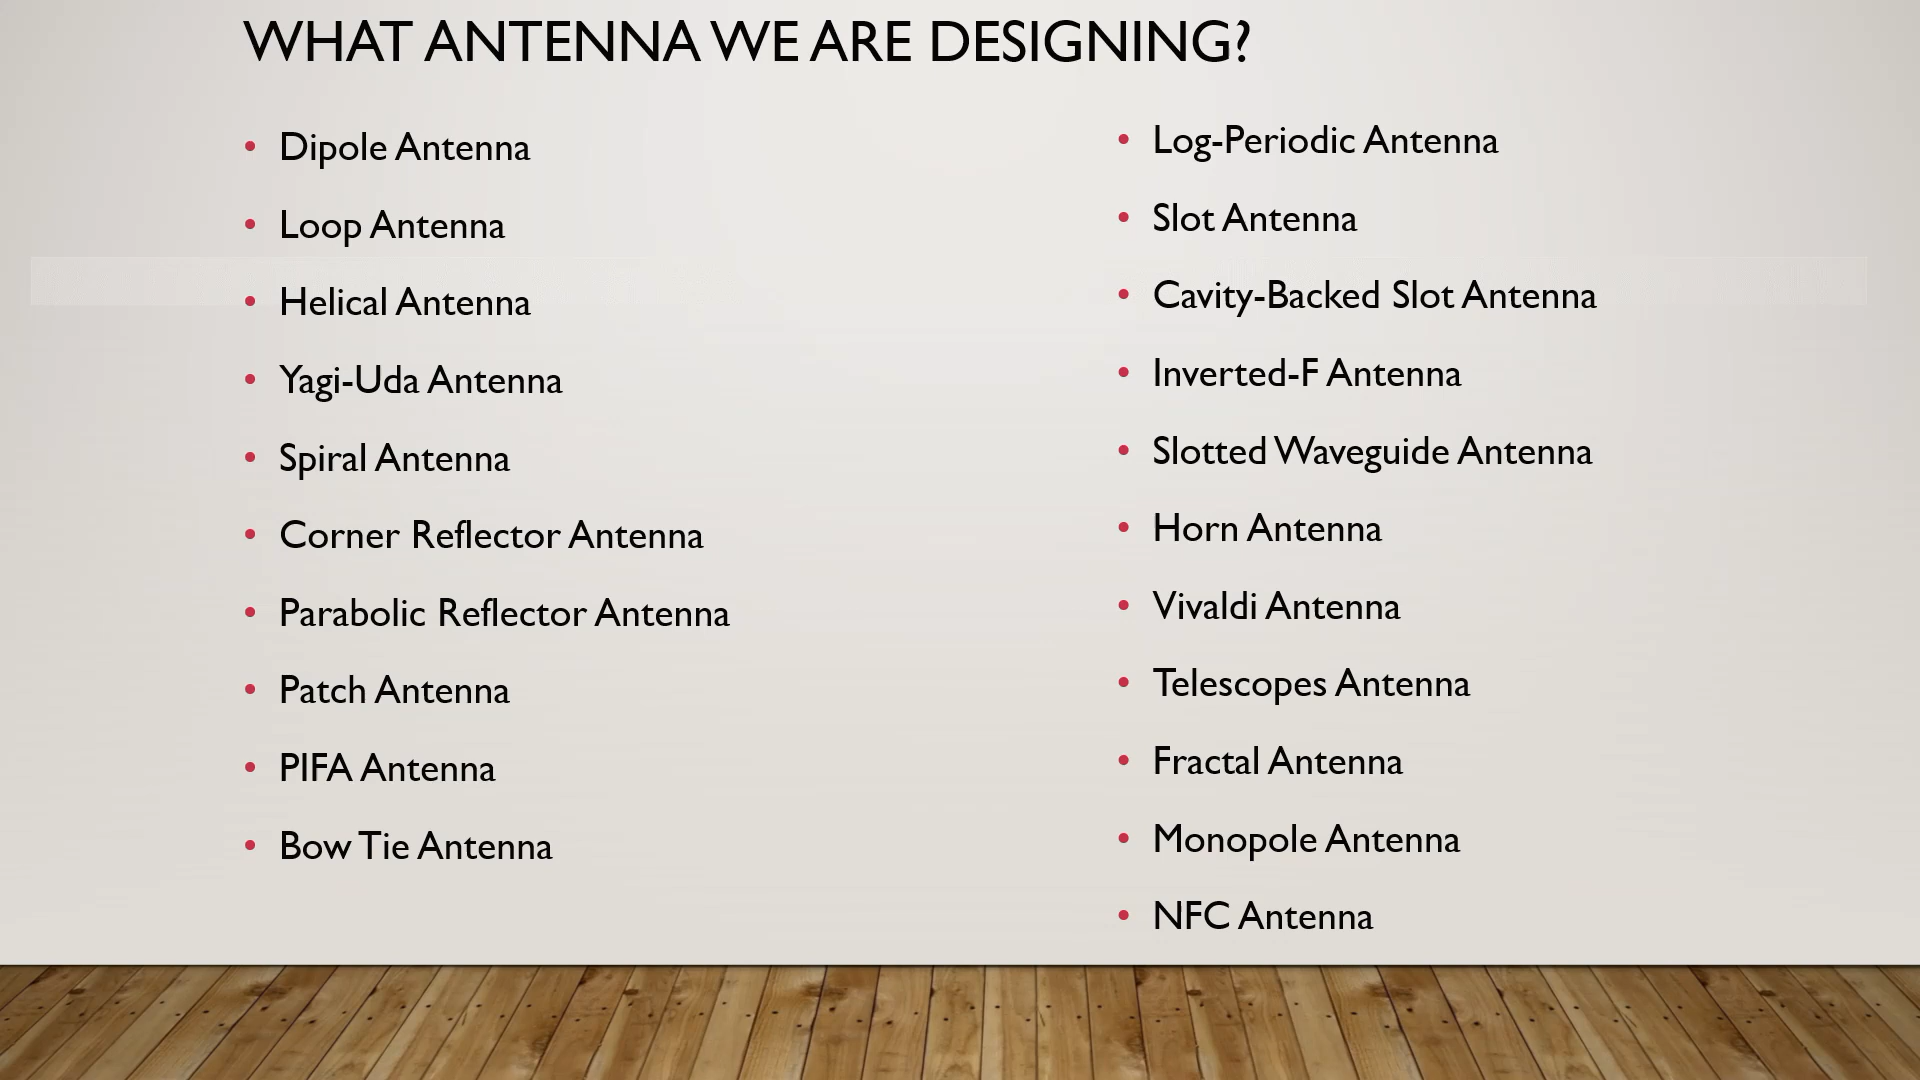 WHAT ANTENNA WE ARE DESIGNING?
• Dipole Antenna
• Loop Antenna
• Helical Antenna
• Yagi-Uda Antenna
• Spiral Antenna
• Corner Reflector Antenna
• Parabolic Reflector Antenna
• Patch Antenna
• PIFA Antenna
• Bow Tie Antenna
• Log-Periodic Antenna
• Slot Antenna
• Cavity-Backed Slot Antenna
• Inverted-F Antenna
• Slotted Waveguide Antenna
• Horn Antenna
• Vivaldi Antenna
• Telescopes Antenna
• Fractal Antenna
• Monopole Antenna
• NFC Antenna